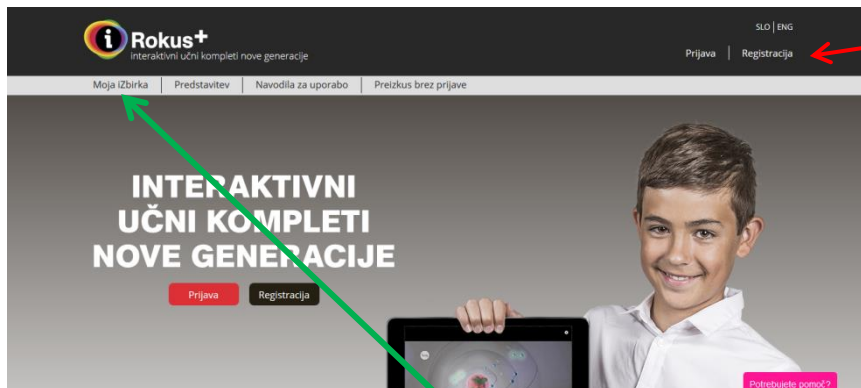 SLO | ENG
i Rokus+
interaktivni učni kompleti nove generacije
Prijava | Registracija
Moja iZbirka | Predstavitev | Navodila za uporabo | Preizkus brez prijave
INTERAKTIVNI
UČNI KOMPLETI
NOVE GENERACIJE
Prijava Registracija
Potrebujete pomoč?